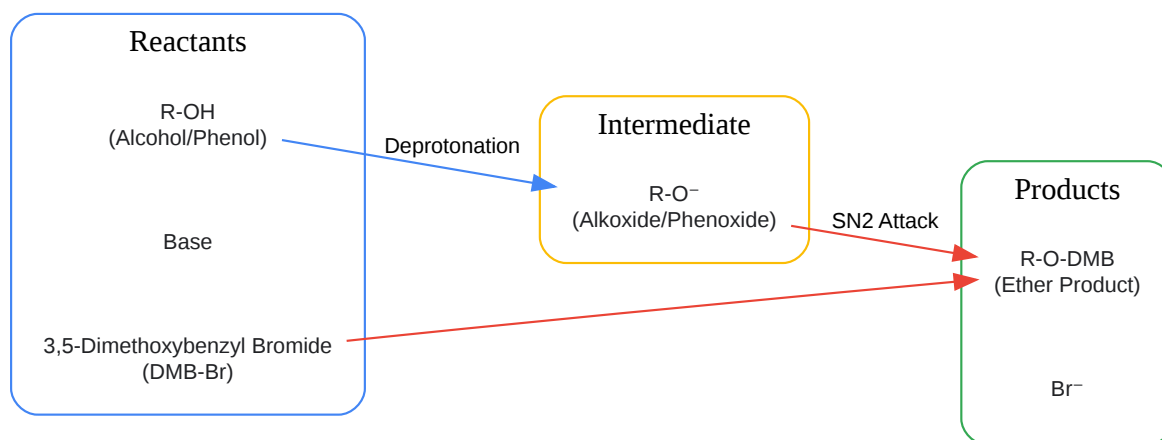 Reactants
R-OH
(Alcohol/Phenol)
Base
3,5-Dimethoxybenzyl Bromide
(DMB-Br)
Deprotonation
Intermediate
R-O⁻
(Alkoxide/Phenoxide)
SN2 Attack
Products
R-O-DMB
(Ether Product)
Br⁻